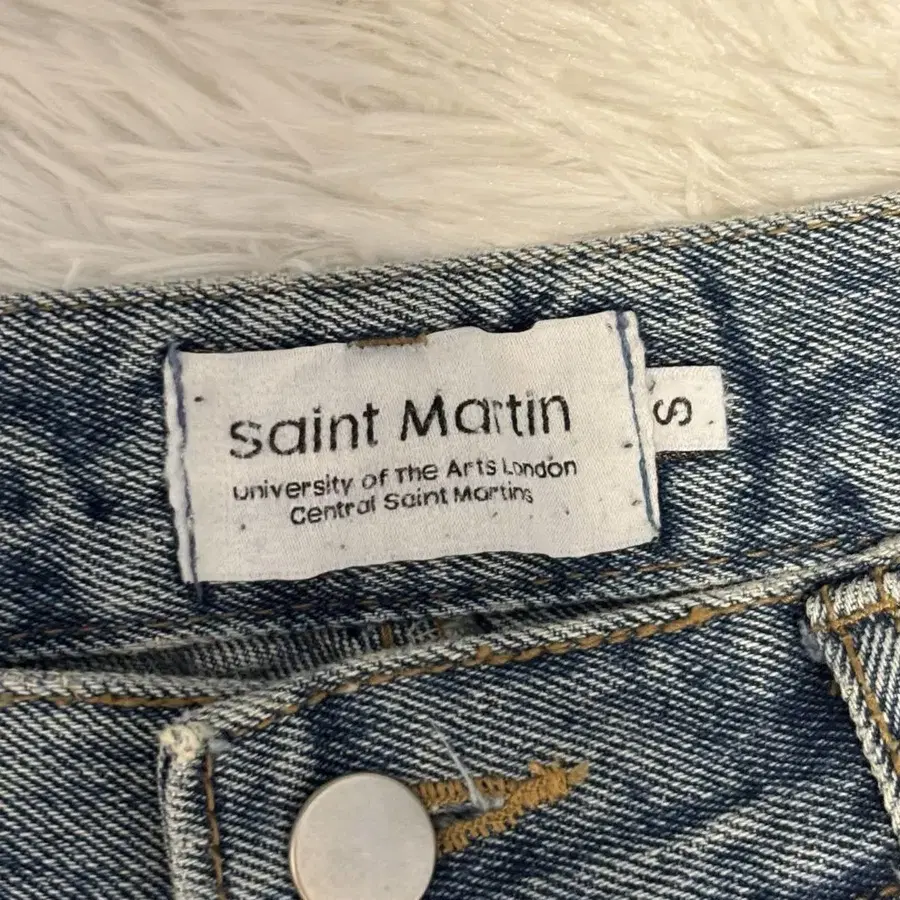 Saint Martin
University of The Arts London
Central Saint Martins
S